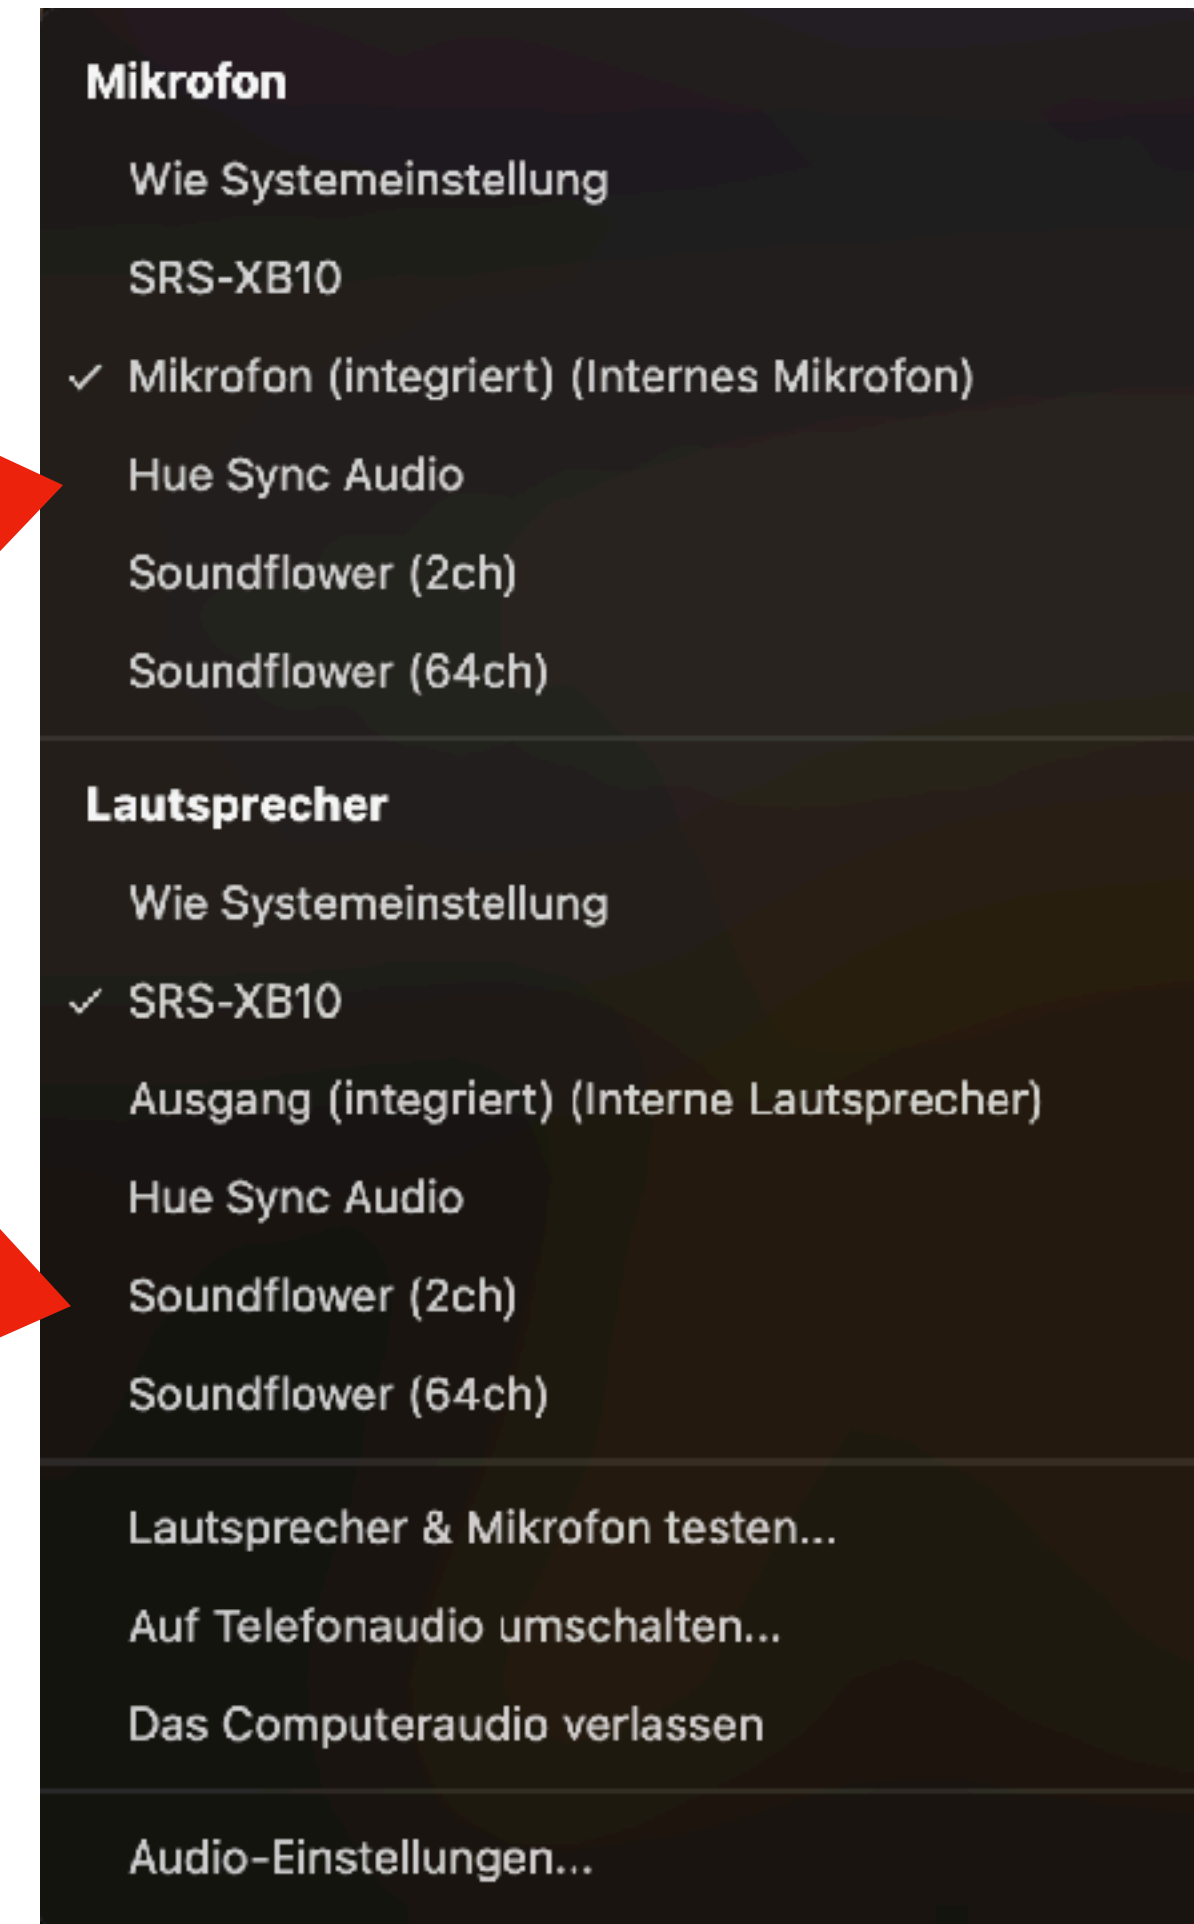 Mikrofon
Wie Systemeinstellung
SRS-XB10
✓ Mikrofon (integriert) (Internes Mikrofon)
Hue Sync Audio
Soundflower (2ch)
Soundflower (64ch)
Lautsprecher
Wie Systemeinstellung
✓ SRS-XB10
Ausgang (integriert) (Interne Lautsprecher)
Hue Sync Audio
Soundflower (2ch)
Soundflower (64ch)
Lautsprecher & Mikrofon testen...
Auf Telefonaudio umschalten...
Das Computeraudio verlassen
Audio-Einstellungen...